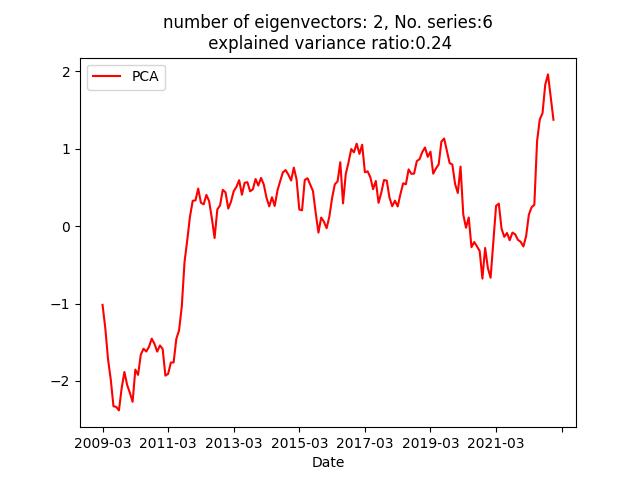 number of eigenvectors: 2, No. series:6
explained variance ratio:0.24
PCA
2
1
0
−1
−2
2009-03 2011-03 2013-03 2015-03 2017-03 2019-03 2021-03
Date